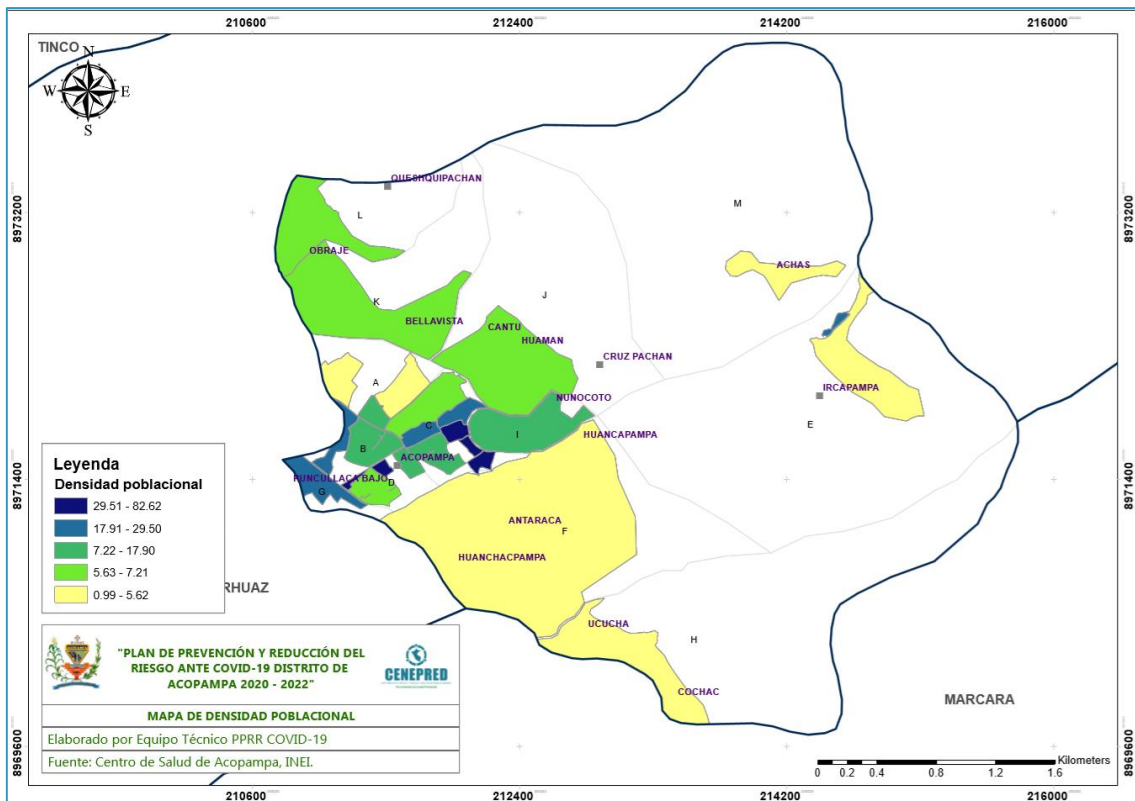 210600 212400 214200 216000
TINCO
N
W E
S
QUESHQUIPACHAN
8973200 8973200
L
M
OBRAJE
ACHAS
K
J
BELLAVISTA
CANTU
HUAMAN
CRUZ PACHAN
A
IRCAPAMPA
NUNOCOTO
C
E
I
HUANCAPAMPA
B
ACOPAMPA
PUNCULLACA BAJO
D
G
8971400 8971400
ANTARACA
F
HUANCHACPAMPA
Leyenda
Densidad poblacional
29.51 - 82.62
17.91 - 29.50
7.22 - 17.90
5.63 - 7.21
0.99 - 5.62
RHUAZ
UCUCHA
H
COCHAC
MARCARA
"PLAN DE PREVENCIÓN Y REDUCCIÓN DEL
RIESGO ANTE COVID-19 DISTRITO DE
ACOPAMPA 2020 - 2022"
CENEPRED
MAPA DE DENSIDAD POBLACIONAL
Elaborado por Equipo Técnico PPRR COVID-19
Fuente: Centro de Salud de Acopampa, INEI.
8969600 8969600
Kilometers
0 0.2 0.4 0.8 1.2 1.6
210600 212400 214200 216000